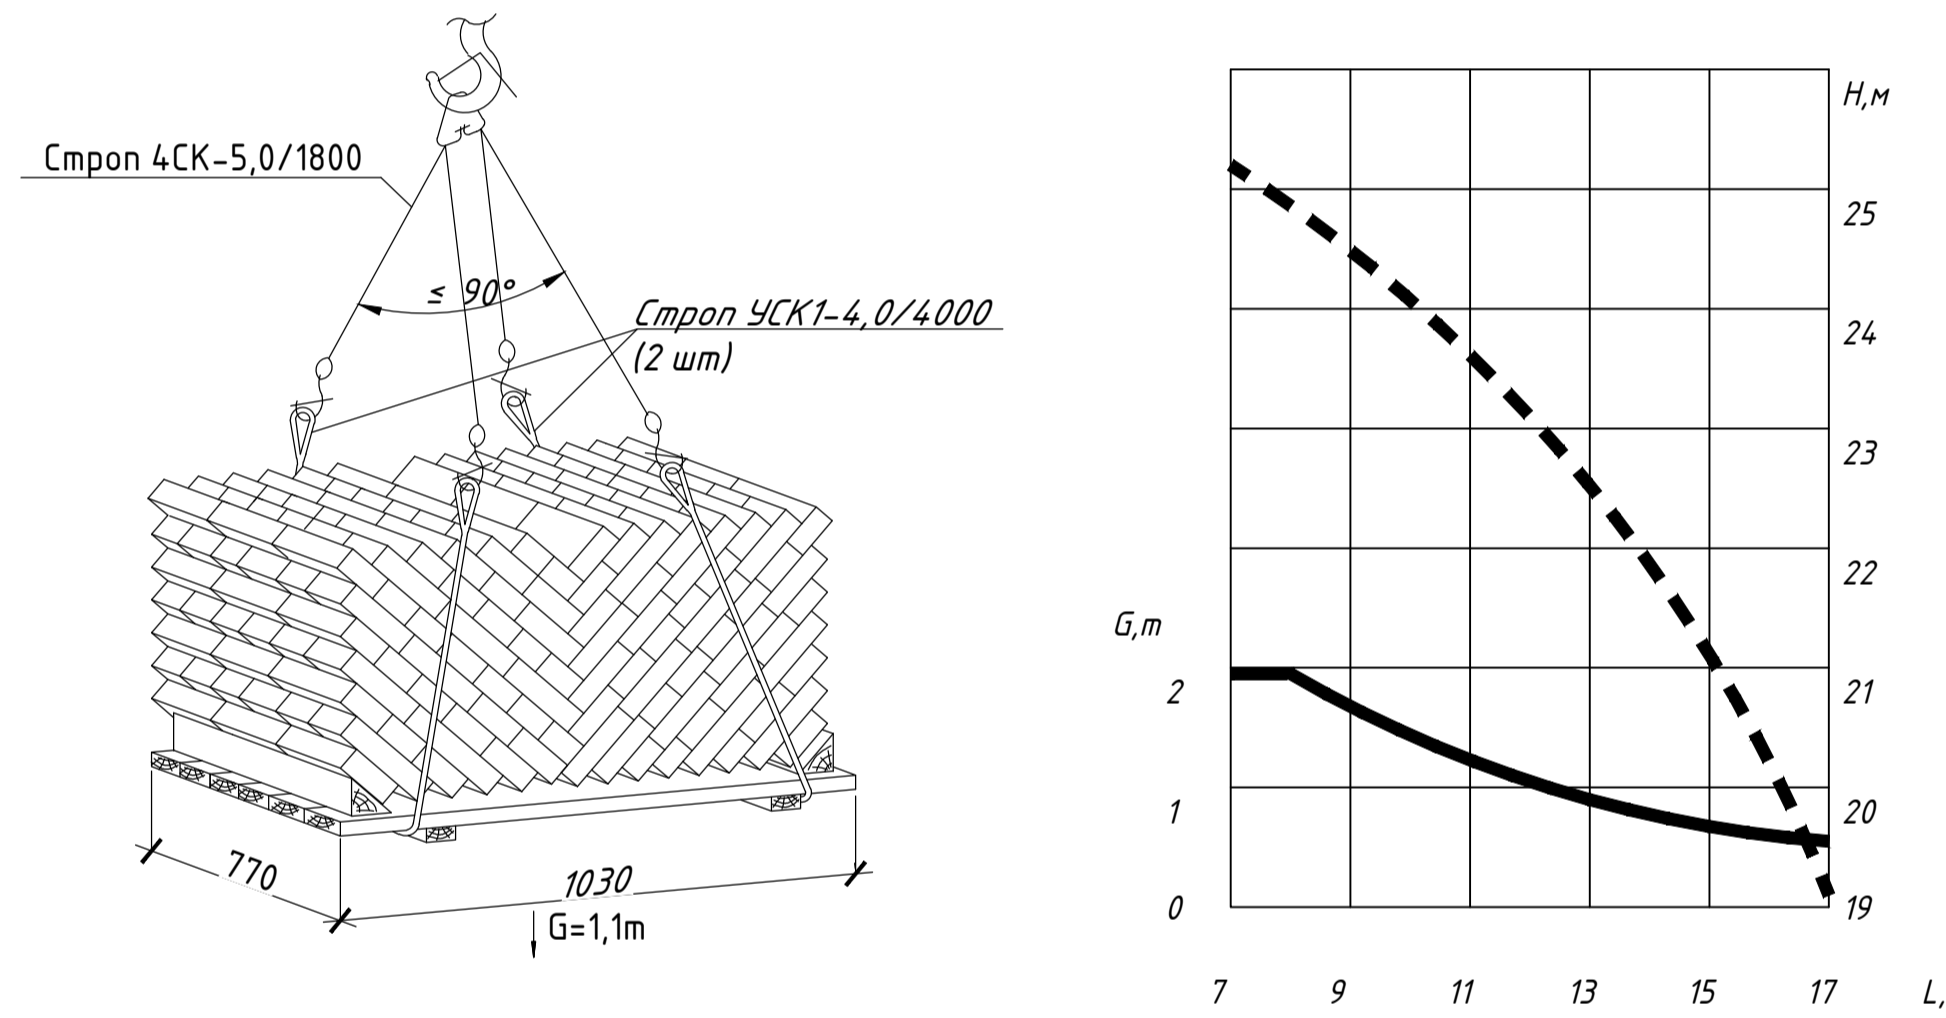 Строп 4СК-5,0/1800
≤ 90°
Строп УСК1-4,0/4000
(2 шт)
770
1030
G=1,1т
H,м
25
24
23
22
21
20
19
G,т
2
1
0
7 9 11 13 15 17 L,